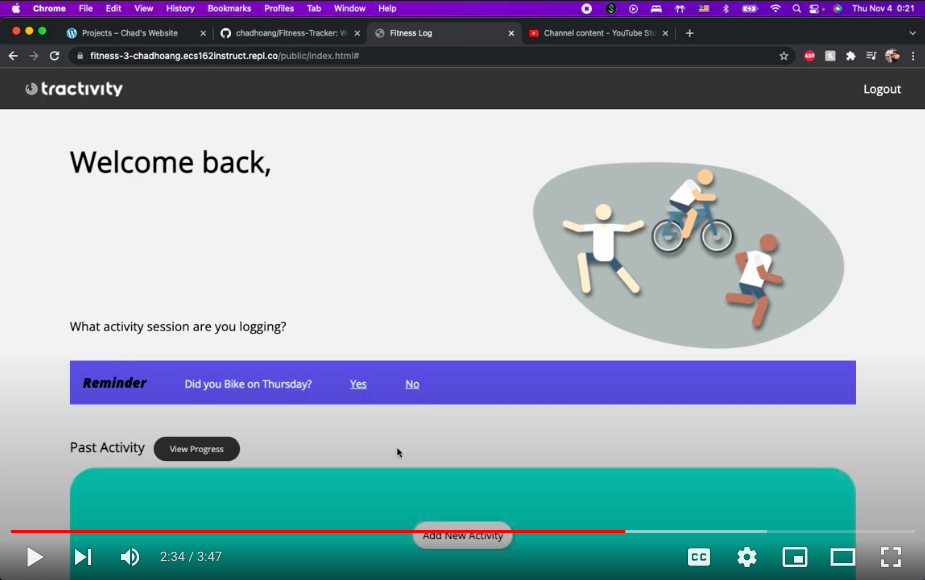 Chrome File Edit View History Bookmarks Profiles Tab Window Help Thu Nov 4 0:21
Projects – Chad's Website chadhoang/Fitness-Tracker: Fitness Log Channel content - YouTube Stu
fitness-3-chadhoang.ecs162instruct.repl.co/public/index.html#
ABP
tractivity Logout
Welcome back,
What activity session are you logging?
Reminder Did you Bike on Thursday? Yes No
Past Activity View Progress
Add New Activity
2:34 / 3:47 CC